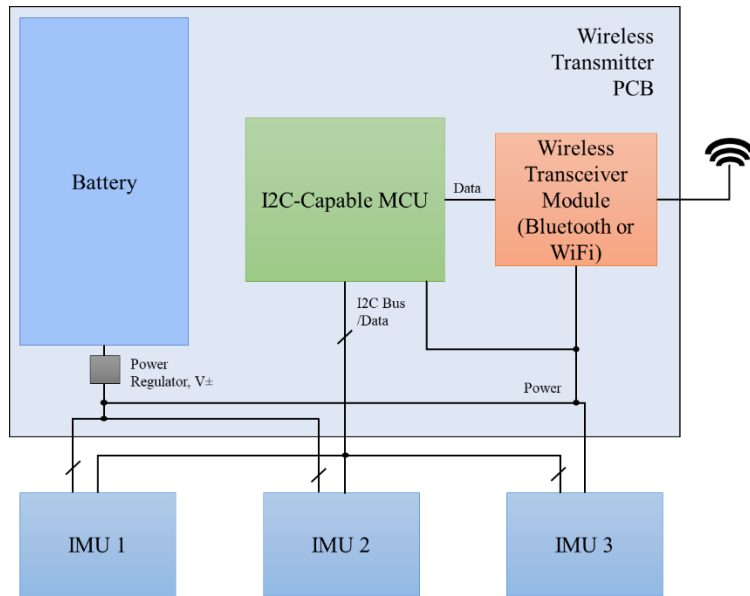 Wireless
Transmitter
PCB
Battery
I2C-Capable MCU
Data
Wireless
Transceiver
Module
(Bluetooth or
WiFi)
I2C Bus
/Data
Power
Regulator, V±
Power
IMU 1
IMU 2
IMU 3